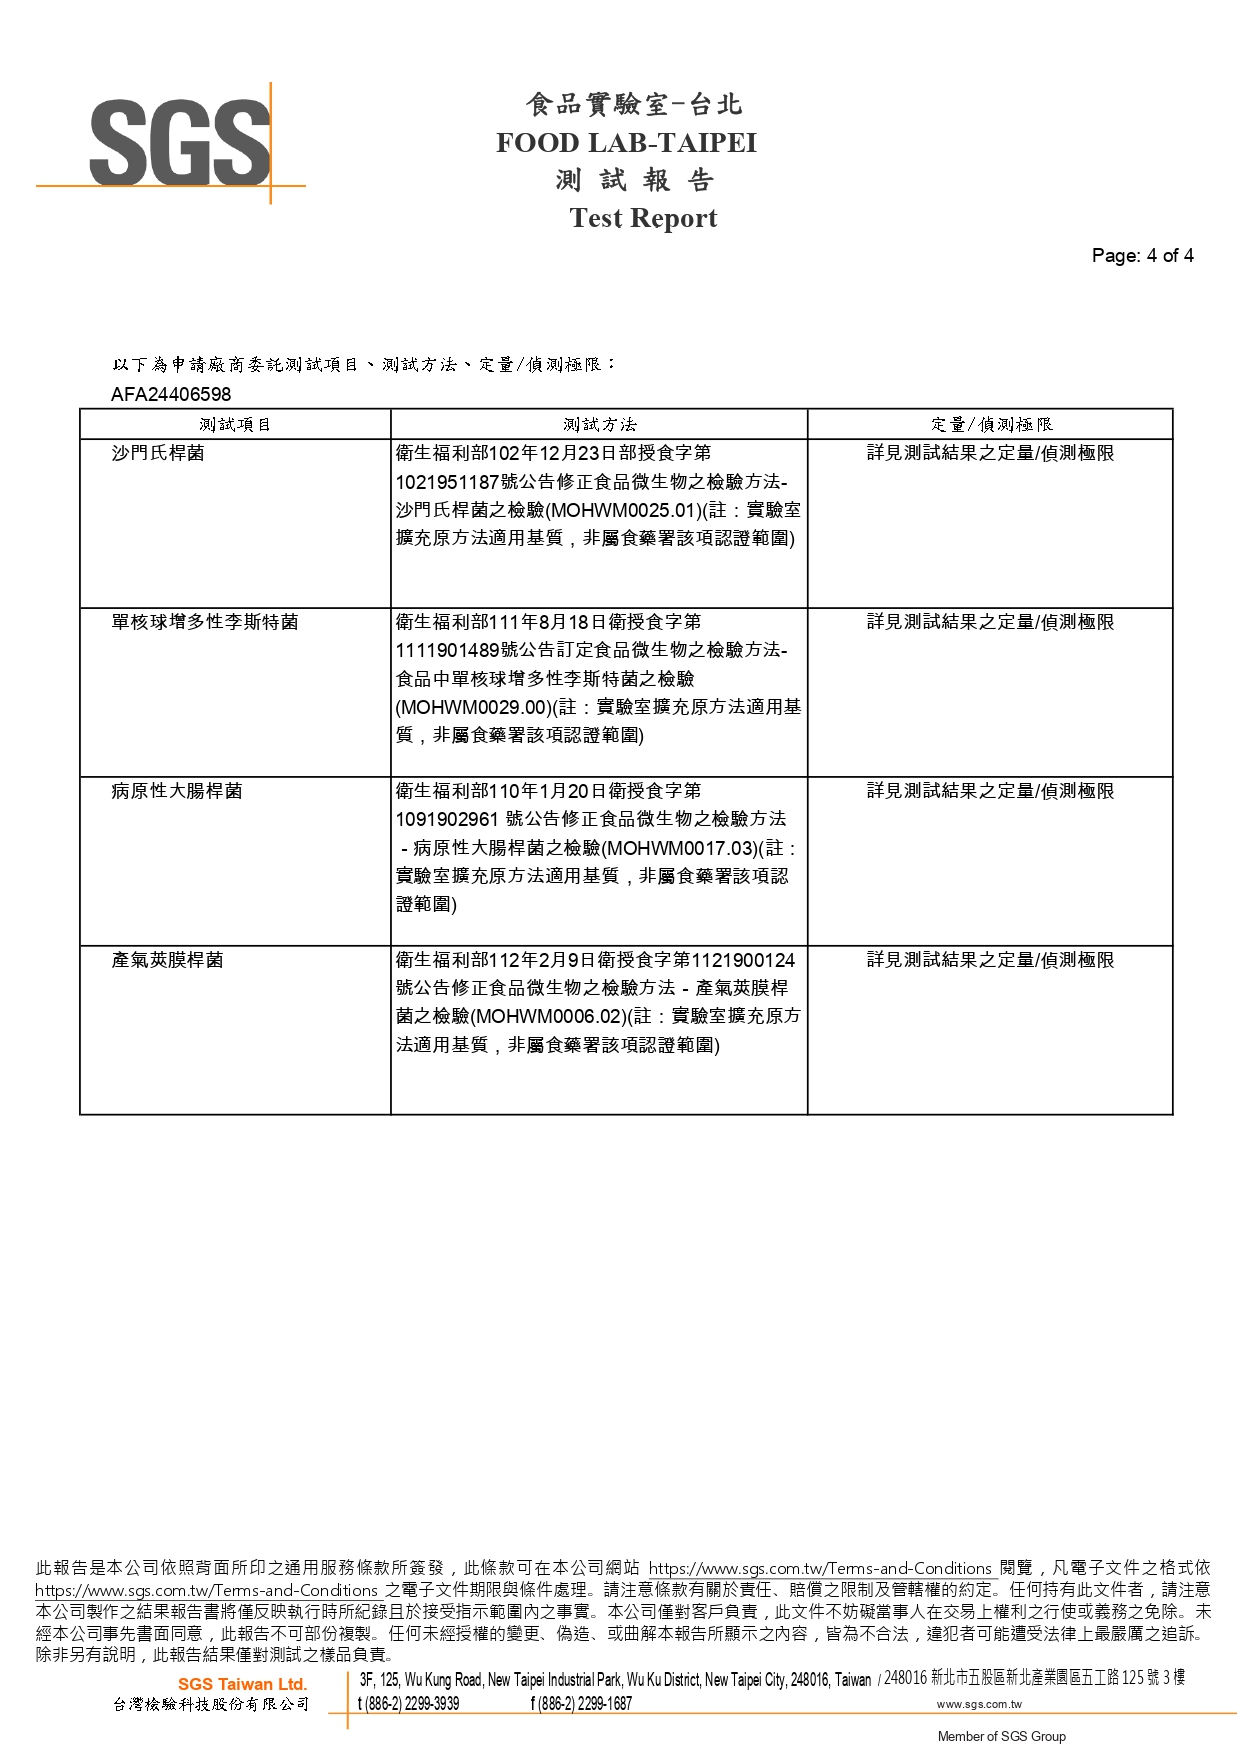 SGS
食品實驗室-台北
FOOD LAB-TAIPEI
測 試 報 告
Test Report
Page: 4 of 4
以下為申請廠商委託測試項目、測試方法、定量/偵測極限：
AFA24406598
測試項目 測試方法 定量/偵測極限
沙門氏桿菌
衛生福利部102年12月23日部授食字第
1021951187號公告修正食品微生物之檢驗方法-
沙門氏桿菌之檢驗(MOHWM0025.01)(註：實驗室
擴充原方法適用基質，非屬食藥署該項認證範圍)
詳見測試結果之定量/偵測極限
單核球增多性李斯特菌
衛生福利部111年8月18日衛授食字第
1111901489號公告訂定食品微生物之檢驗方法-
食品中單核球增多性李斯特菌之檢驗
(MOHWM0029.00)(註：實驗室擴充原方法適用基
質，非屬食藥署該項認證範圍)
詳見測試結果之定量/偵測極限
病原性大腸桿菌
衛生福利部110年1月20日衛授食字第
1091902961 號公告修正食品微生物之檢驗方法
－病原性大腸桿菌之檢驗(MOHWM0017.03)(註：
實驗室擴充原方法適用基質，非屬食藥署該項認
證範圍)
詳見測試結果之定量/偵測極限
產氣莢膜桿菌
衛生福利部112年2月9日衛授食字第1121900124
號公告修正食品微生物之檢驗方法－產氣莢膜桿
菌之檢驗(MOHWM0006.02)(註：實驗室擴充原方
法適用基質，非屬食藥署該項認證範圍)
詳見測試結果之定量/偵測極限
此報告是本公司依照背面所印之通用服務條款所簽發，此條款可在本公司網站 https://www.sgs.com.tw/Terms-and-Conditions 閱覽，凡電子文件之格式依
https://www.sgs.com.tw/Terms-and-Conditions 之電子文件期限與條件處理。請注意條款有關於責任、賠償之限制及管轄權的約定。任何持有此文件者，請注意
本公司製作之結果報告書將僅反映執行時所紀錄且於接受指示範圍內之事實。本公司僅對客戶負責，此文件不妨礙當事人在交易上權利之行使或義務之免除。未
經本公司事先書面同意，此報告不可部份複製。任何未經授權的變更、偽造、或曲解本報告所顯示之內容，皆為不合法，違犯者可能遭受法律上最嚴厲之追訴。
除非另有說明，此報告結果僅對測試之樣品負責。
SGS Taiwan Ltd.
台灣檢驗科技股份有限公司
3F, 125, Wu Kung Road, New Taipei Industrial Park, Wu Ku District, New Taipei City, 248016, Taiwan / 248016 新北市五股區新北產業園區五工路 125 號 3 樓
t (886-2) 2299-3939 f (886-2) 2299-1687 www.sgs.com.tw
Member of SGS Group